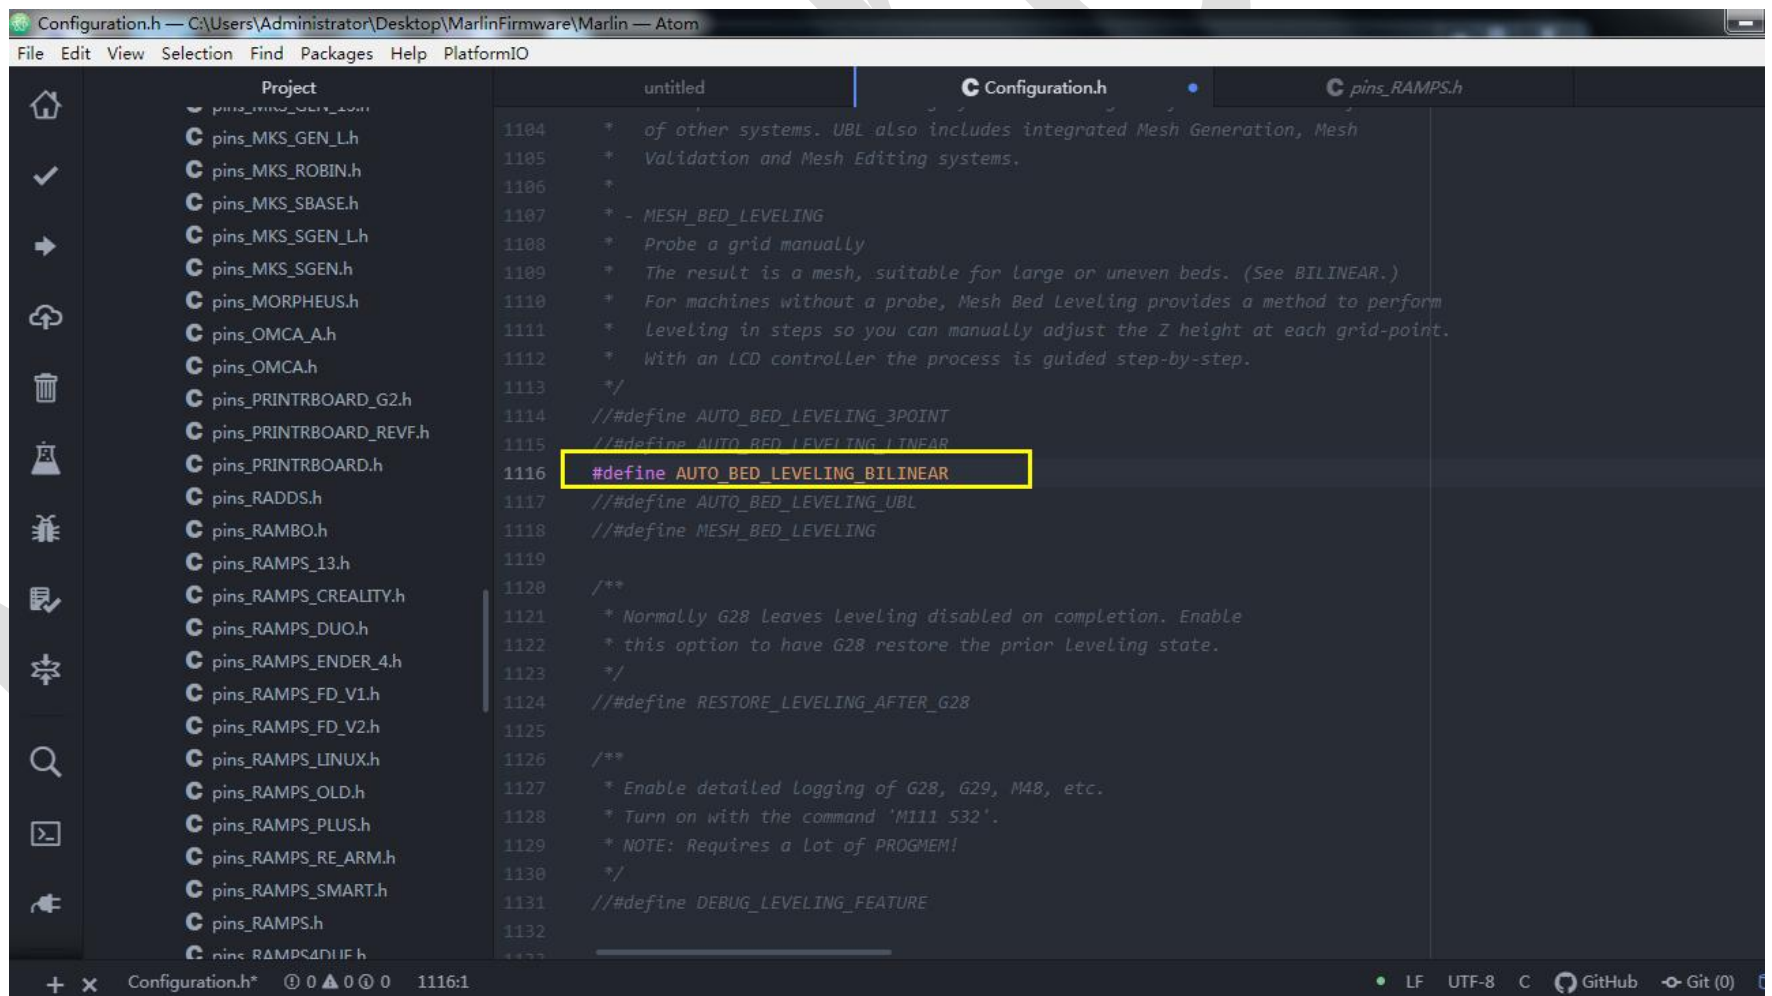 Configuration.h — C:\Users\Administrator\Desktop\MarlinFirmware\Marlin — Atom
File Edit View Selection Find Packages Help PlatformIO
Project
untitled
Configuration.h
pins_RAMPS.h
pins_MKS_GEN_13.h
pins_MKS_GEN_L.h
pins_MKS_ROBIN.h
pins_MKS_SBASE.h
pins_MKS_SGEN_L.h
pins_MKS_SGEN.h
pins_MORPHEUS.h
pins_OMCA_A.h
pins_OMCA.h
pins_PRINTRBOARD_G2.h
pins_PRINTRBOARD_REVF.h
pins_PRINTRBOARD.h
pins_RADDS.h
pins_RAMBO.h
pins_RAMPS_13.h
pins_RAMPS_CREALITY.h
pins_RAMPS_DUO.h
pins_RAMPS_ENDER_4.h
pins_RAMPS_FD_V1.h
pins_RAMPS_FD_V2.h
pins_RAMPS_LINUX.h
pins_RAMPS_OLD.h
pins_RAMPS_PLUS.h
pins_RAMPS_RE_ARM.h
pins_RAMPS_SMART.h
pins_RAMPS.h
pins_RAMPS4DUE.h
1104 * of other systems. UBL also includes integrated Mesh Generation, Mesh
1105 * Validation and Mesh Editing systems.
1106 *
1107 * - MESH_BED_LEVELING
1108 * Probe a grid manually
1109 * The result is a mesh, suitable for large or uneven beds. (See BILINEAR.)
1110 * For machines without a probe, Mesh Bed Leveling provides a method to perform
1111 * leveling in steps so you can manually adjust the Z height at each grid-point.
1112 * With an LCD controller the process is guided step-by-step.
1113 */
1114 //#define AUTO_BED_LEVELING_3POINT
1115 //#define AUTO_BED_LEVELING_LINEAR
1116 #define AUTO_BED_LEVELING_BILINEAR
1117 //#define AUTO_BED_LEVELING_UBL
1118 //#define MESH_BED_LEVELING
1119
1120 /**
1121 * Normally G28 leaves leveling disabled on completion. Enable
1122 * this option to have G28 restore the prior leveling state.
1123 */
1124 //#define RESTORE_LEVELING_AFTER_G28
1125
1126 /**
1127 * Enable detailed logging of G28, G29, M48, etc.
1128 * Turn on with the command 'M111 S32'.
1129 * NOTE: Requires a lot of PROGMEM!
1130 */
1131 //#define DEBUG_LEVELING_FEATURE
1132
Configuration.h* 0 0 0 1116:1 LF UTF-8 C GitHub Git (0)